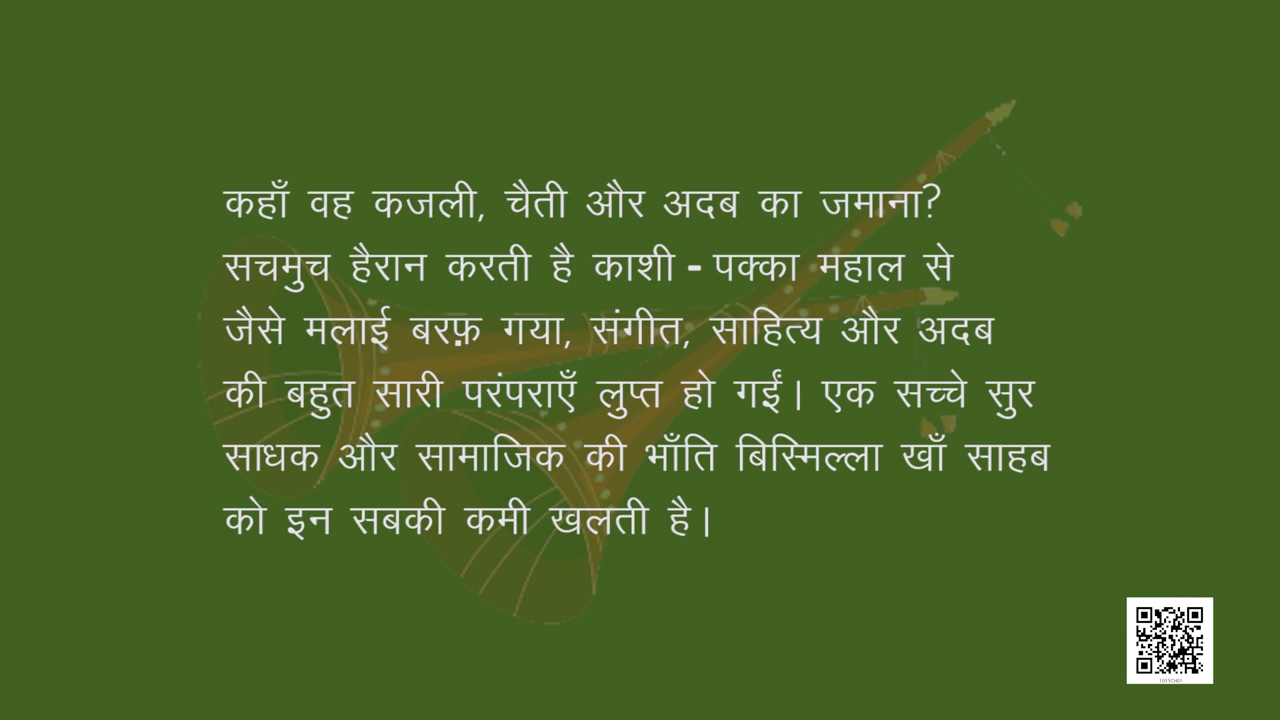 कहाँ वह कजली, चैती और अदब का जमाना?
सचमुच हैरान करती है काशी - पक्का महाल से
जैसे मलाई बरफ़ गया, संगीत, साहित्य और अदब
की बहुत सारी परंपराएँ लुप्त हो गईं। एक सच्चे सुर
साधक और सामाजिक की भाँति बिस्मिल्ला खाँ साहब
को इन सबकी कमी खलती है।